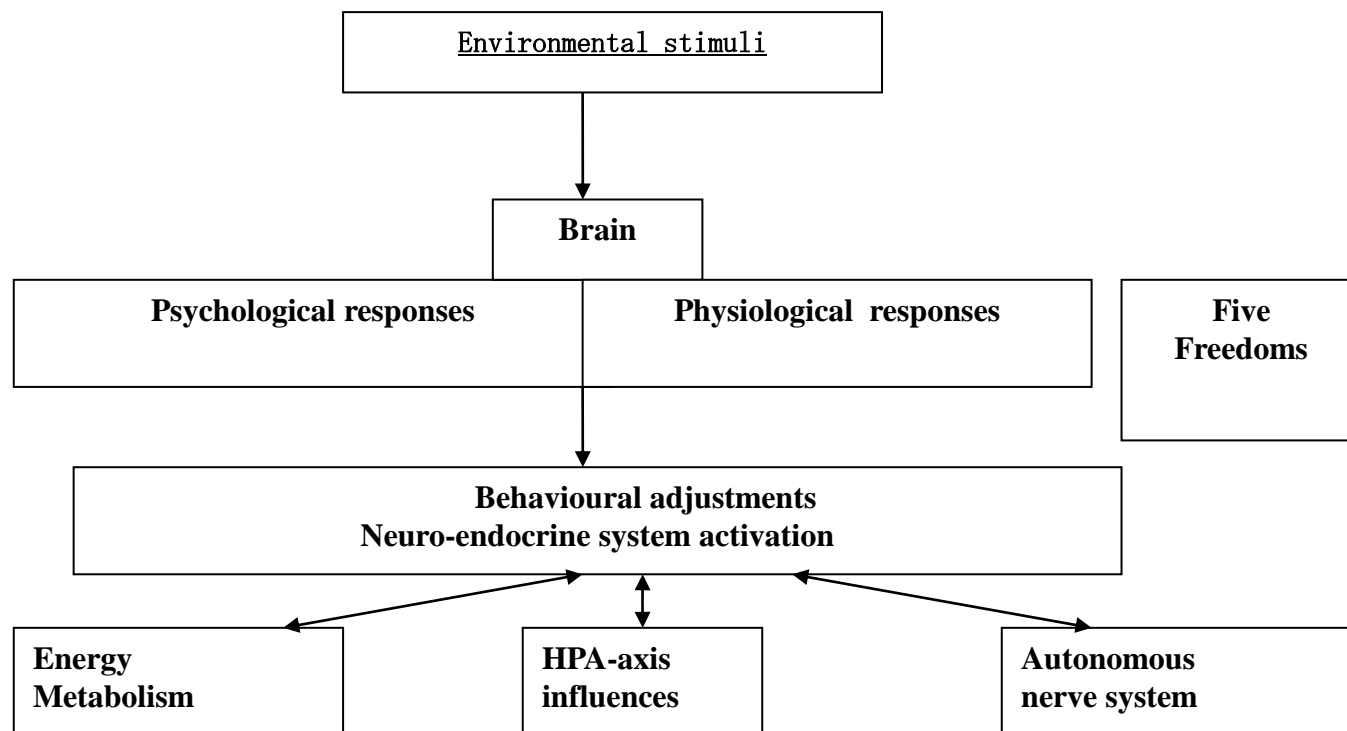 Environmental stimuli
Brain
Psychological responses
Physiological responses
Five
Freedoms
Behavioural adjustments
Neuro-endocrine system activation
Energy
Metabolism
HPA-axis
influences
Autonomous
nerve system